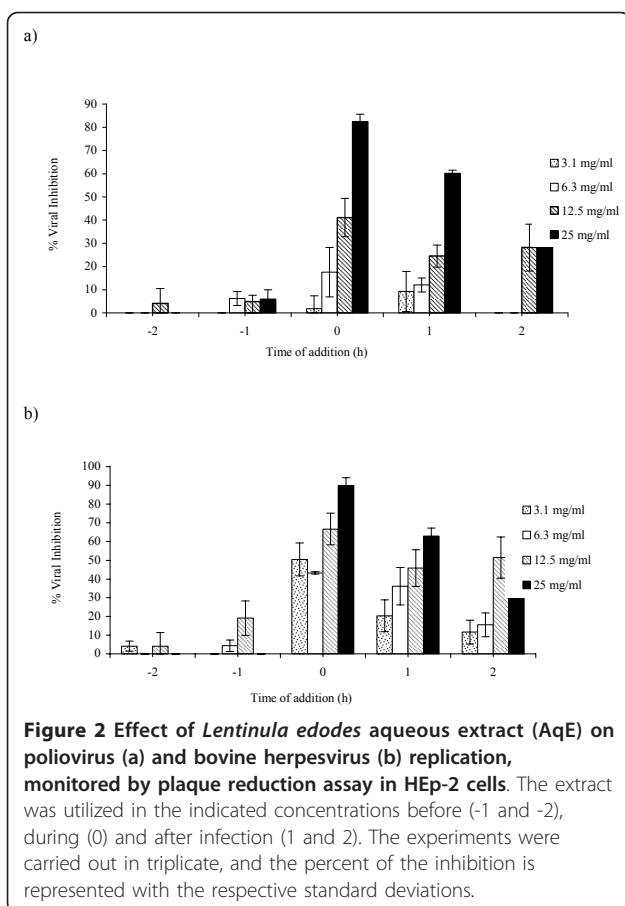 a)
90
80
70
60
50
40
30
20
10
0
% Viral Inhibition
-2 -1 0 1 2
Time of addition (h)
3.1 mg/ml
6.3 mg/ml
12.5 mg/ml
25 mg/ml
b)
100
90
80
70
60
50
40
30
20
10
0
% Viral Inhibition
-2 -1 0 1 2
Time of addition (h)
3.1 mg/ml
6.3 mg/ml
12.5 mg/ml
25 mg/ml
Figure 2 Effect of Lentinula edodes aqueous extract (AqE) on
poliovirus (a) and bovine herpesvirus (b) replication,
monitored by plaque reduction assay in HEp-2 cells. The extract
was utilized in the indicated concentrations before (-1 and -2),
during (0) and after infection (1 and 2). The experiments were
carried out in triplicate, and the percent of the inhibition is
represented with the respective standard deviations.